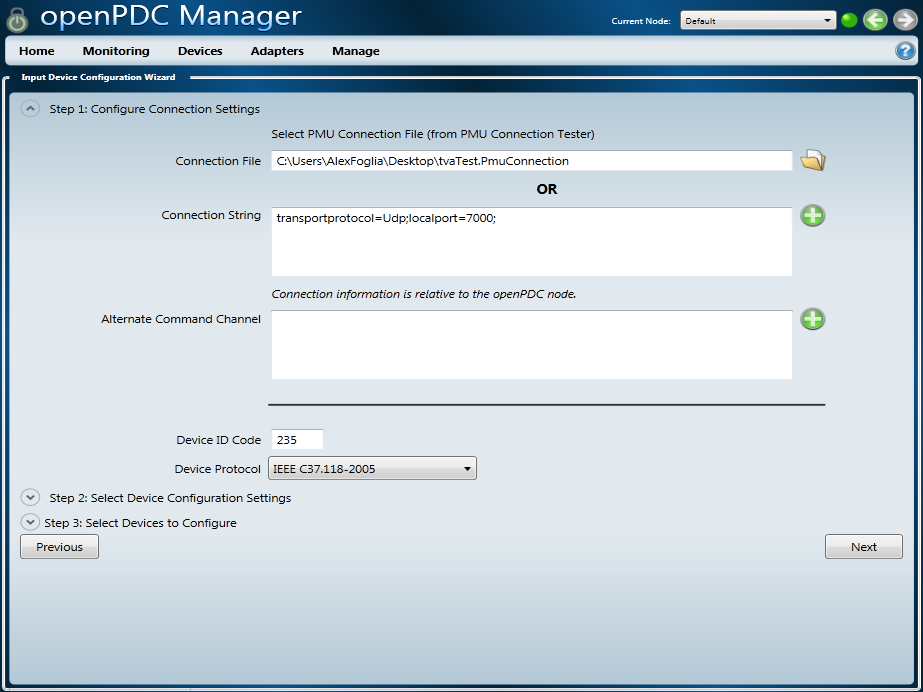 openPDC Manager
Current Node: Default
Home Monitoring Devices Adapters Manage
?
Input Device Configuration Wizard
Step 1: Configure Connection Settings
Select PMU Connection File (from PMU Connection Tester)
Connection File C:\Users\AlexFoglia\Desktop\tvaTest.PmuConnection
OR
Connection String transportprotocol=Udp;localport=7000;
Connection information is relative to the openPDC node.
Alternate Command Channel
Device ID Code 235
Device Protocol IEEE C37.118-2005
Step 2: Select Device Configuration Settings
Step 3: Select Devices to Configure
Previous Next